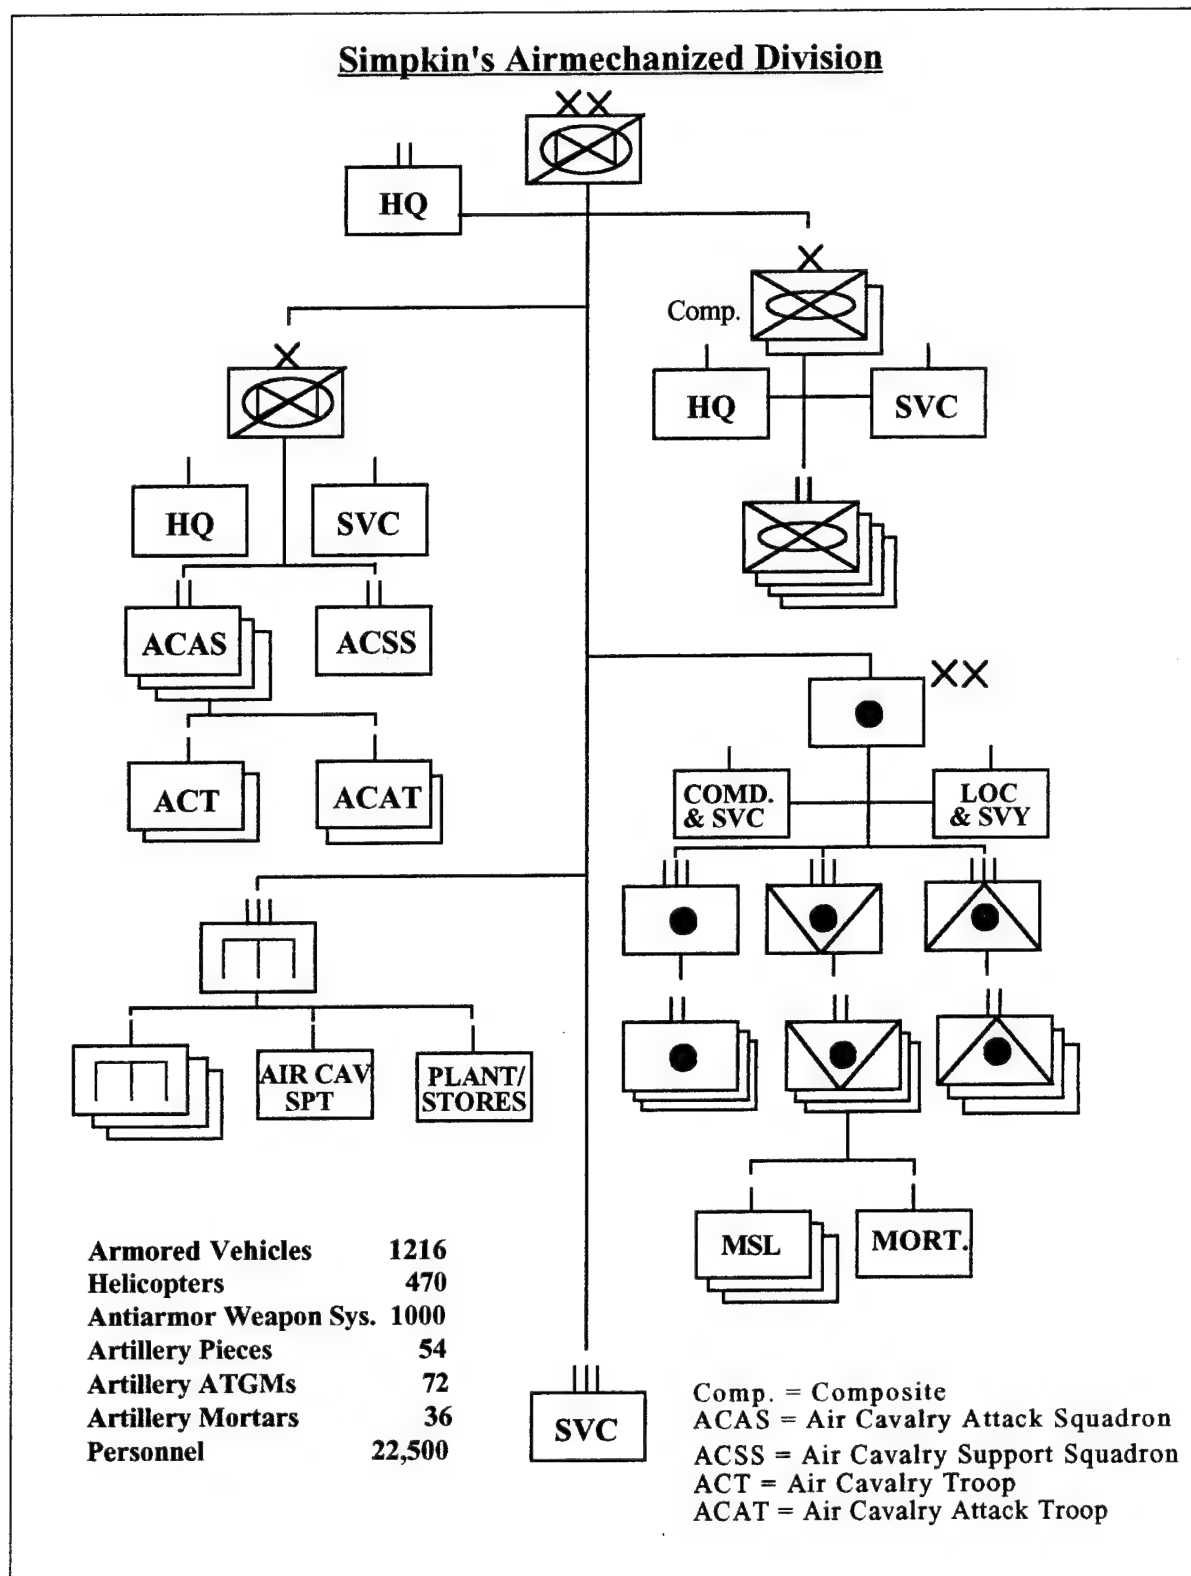 Simpkin's Airmechanized Division
HQ
Comp.
HQ
SVC
HQ
SVC
ACAS
ACSS
ACT
ACAT
COMD.
& SVC
LOC
& SVY
AIR CAV
SPT
PLANT/
STORES
MSL
MORT.
Armored Vehicles 1216
Helicopters 470
Antiarmor Weapon Sys. 1000
Artillery Pieces 54
Artillery ATGMs 72
Artillery Mortars 36
Personnel 22,500
SVC
Comp. = Composite
ACAS = Air Cavalry Attack Squadron
ACSS = Air Cavalry Support Squadron
ACT = Air Cavalry Troop
ACAT = Air Cavalry Attack Troop